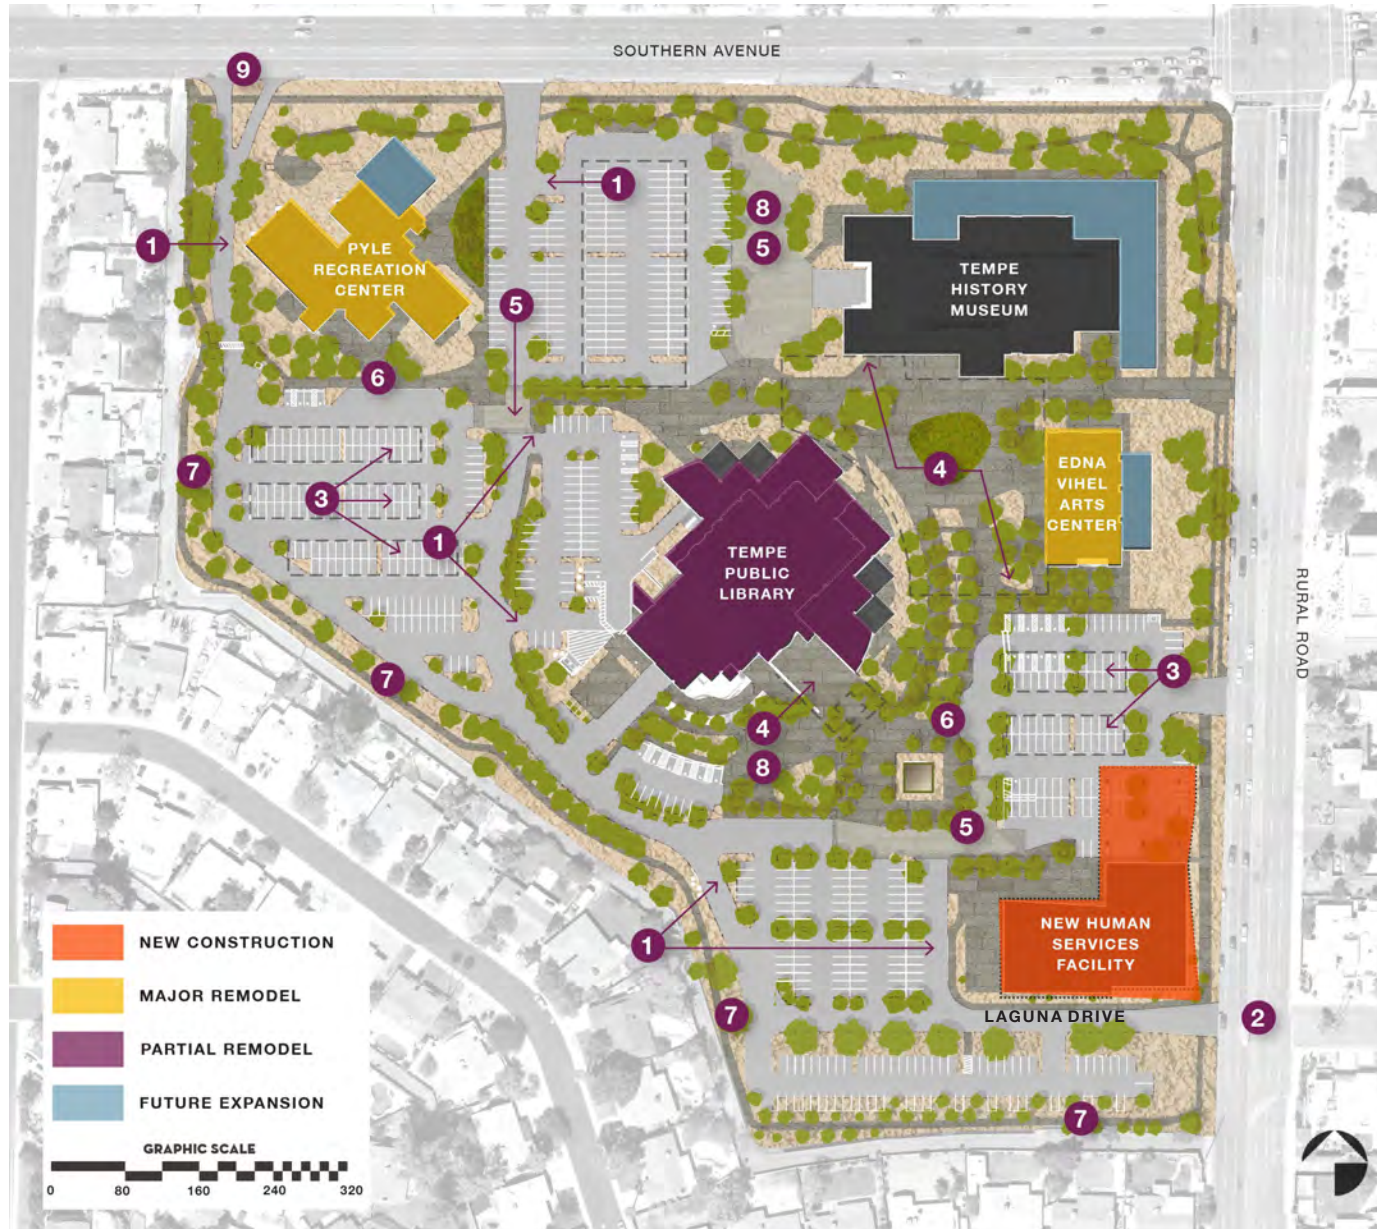 SOUTHERN AVENUE
9
1
1
8
5
PYLE
RECREATION
CENTER
TEMPE
HISTORY
MUSEUM
5
6
4
7
3
1
EDNA
VIHEL
ARTS
CENTER
TEMPE
PUBLIC
LIBRARY
RURAL ROAD
3
7
6
4
8
5
1
NEW HUMAN
SERVICES
FACILITY
7
LAGUNA DRIVE
2
7
NEW CONSTRUCTION
MAJOR REMODEL
PARTIAL REMODEL
FUTURE EXPANSION
GRAPHIC SCALE
0 80 160 240 320